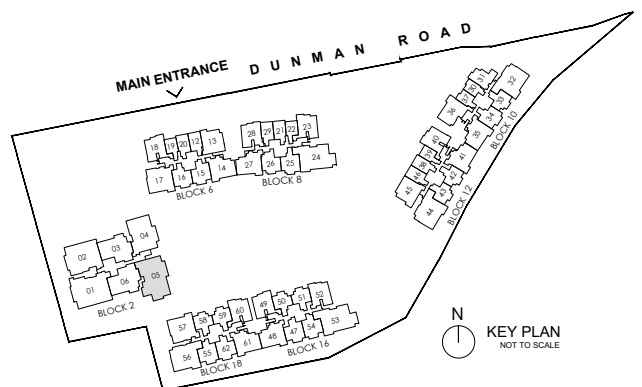 DUNMAN ROAD
MAIN ENTRANCE
18 19 20 12 13
17 16 15 14
BLOCK 6
28 29 21 22 23
27 26 25 24
BLOCK 8
31
30
32
37
33
36
34
35
BLOCK 10
40
39
41
38
46
42
45
43
44
BLOCK 12
02 03 04
01 06 05
BLOCK 2
57 58 59 60
56 55 62 61
BLOCK 18
49 50 51 52
48 47 54 53
BLOCK 16
N
KEY PLAN
NOT TO SCALE